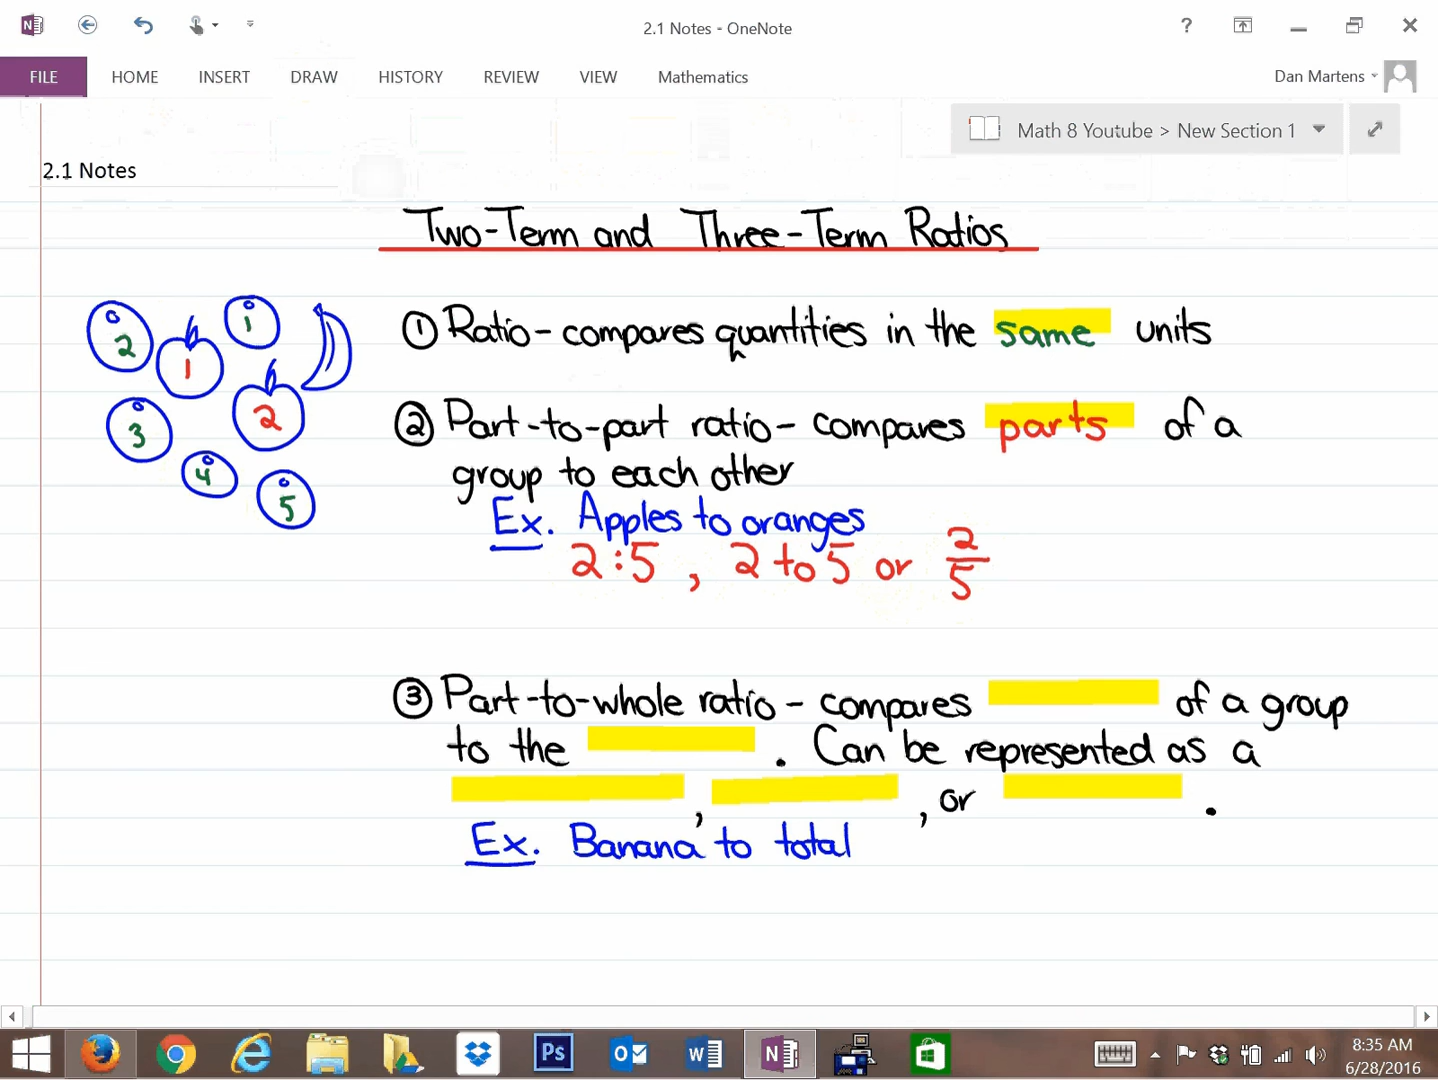 2.1 Notes - OneNote
?
FILE HOME INSERT DRAW HISTORY REVIEW VIEW Mathematics
Dan Martens
Math 8 Youtube > New Section 1
2.1 Notes
Two-Term and Three-Term Ratios
① Ratio - compares quantities in the same units
2 1 1
② Part-to-part ratio - compares parts of a
3 2
group to each other
4 5
Ex. Apples to oranges
2:5, 2 to 5 or 2/5
③ Part-to-whole ratio - compares of a group
to the . Can be represented as a
, , or .
Ex. Banana to total
Ps
8:35 AM
6/28/2016